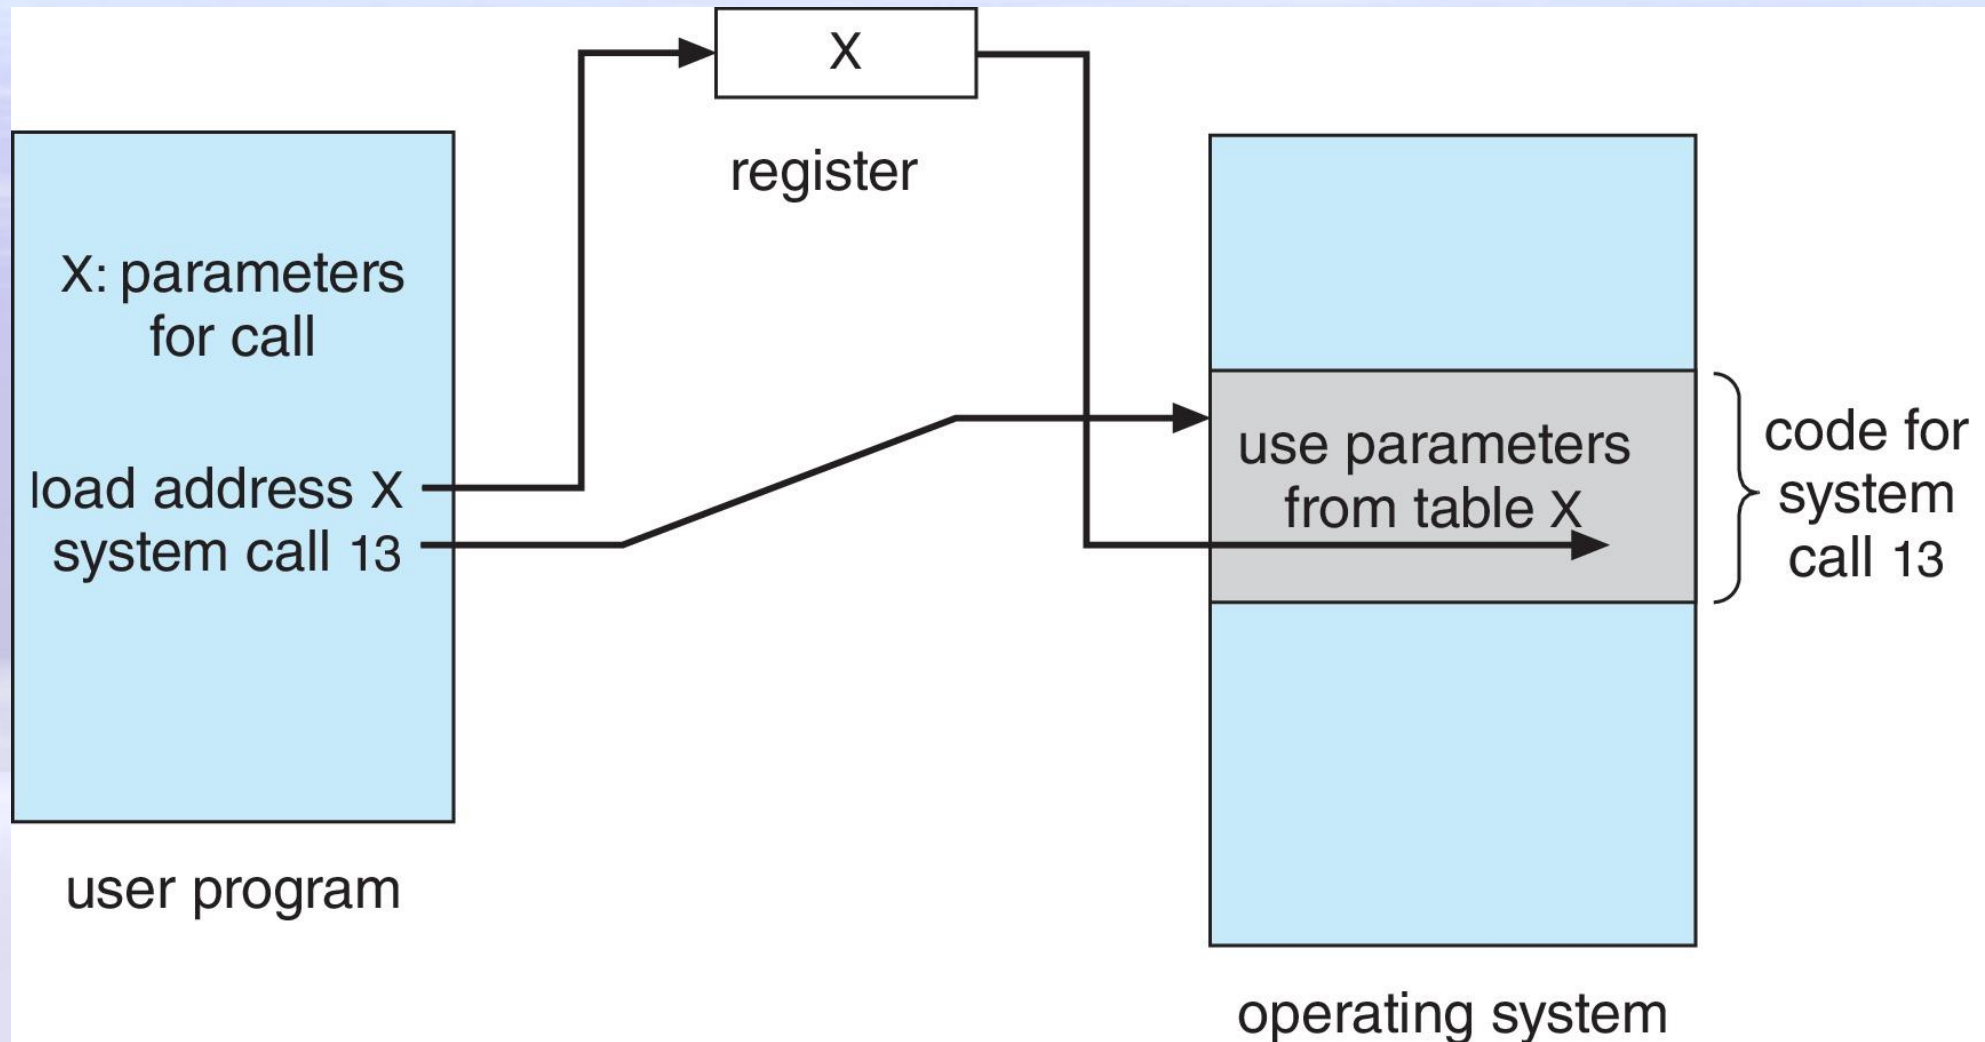 X
register
X: parameters
for call
load address X
system call 13
user program
use parameters
from table X
code for
system
call 13
operating system